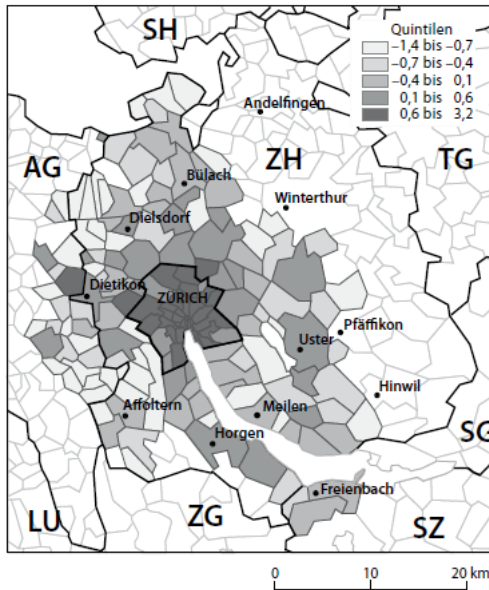 SH
Quintilen
–1,4 bis –0,7
–0,7 bis –0,4
–0,4 bis 0,1
0,1 bis 0,6
0,6 bis 3,2
Andelfingen
AG
ZH
TG
Bülach
Winterthur
Dielsdorf
Dietikon
ZÜRICH
Pfäffikon
Uster
Hinwil
Affoltern
Meilen
Horgen
SG
Freienbach
LU
ZG
SZ
0 10 20 km